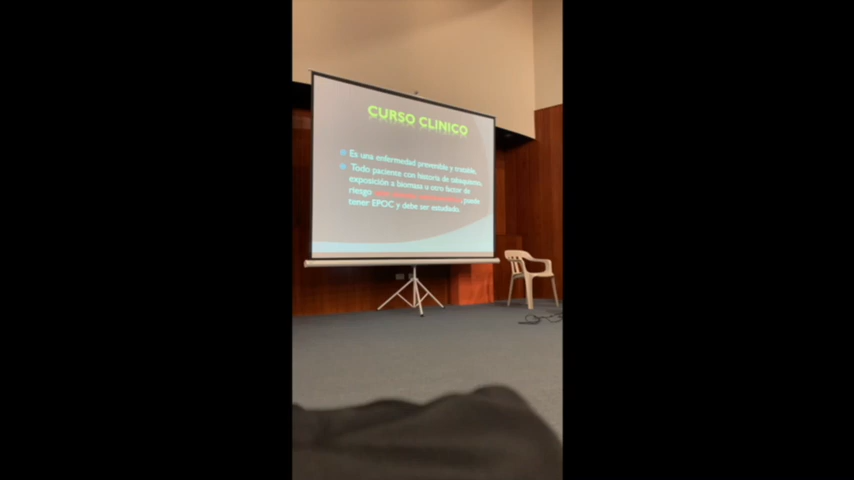 CURSO CLINICO
Es una enfermedad prevenible y tratable.
Todo paciente con historia de tabaquismo,
exposición a biomasa u otro factor de
riesgo puede
tener EPOC y debe ser estudiado.